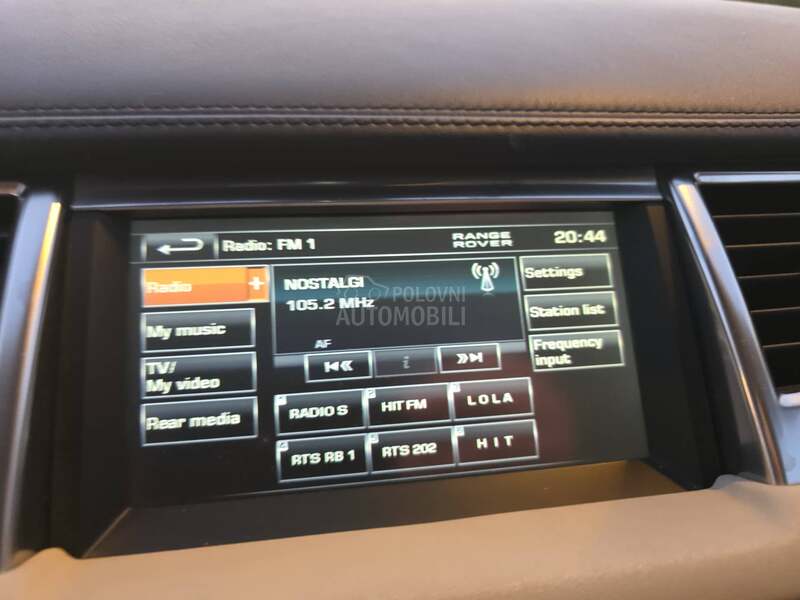 Radio: FM 1
RANGE
ROVER
20:44
Radio
+
My music
TV/
My video
Rear media
NOSTALGI
105.2 MHz
AF
i
Settings
Station list
Frequency
input
RADIO S
HIT FM
LOLA
RTS RB 1
RTS 202
HIT
POLOVNI
AUTOMOBILI